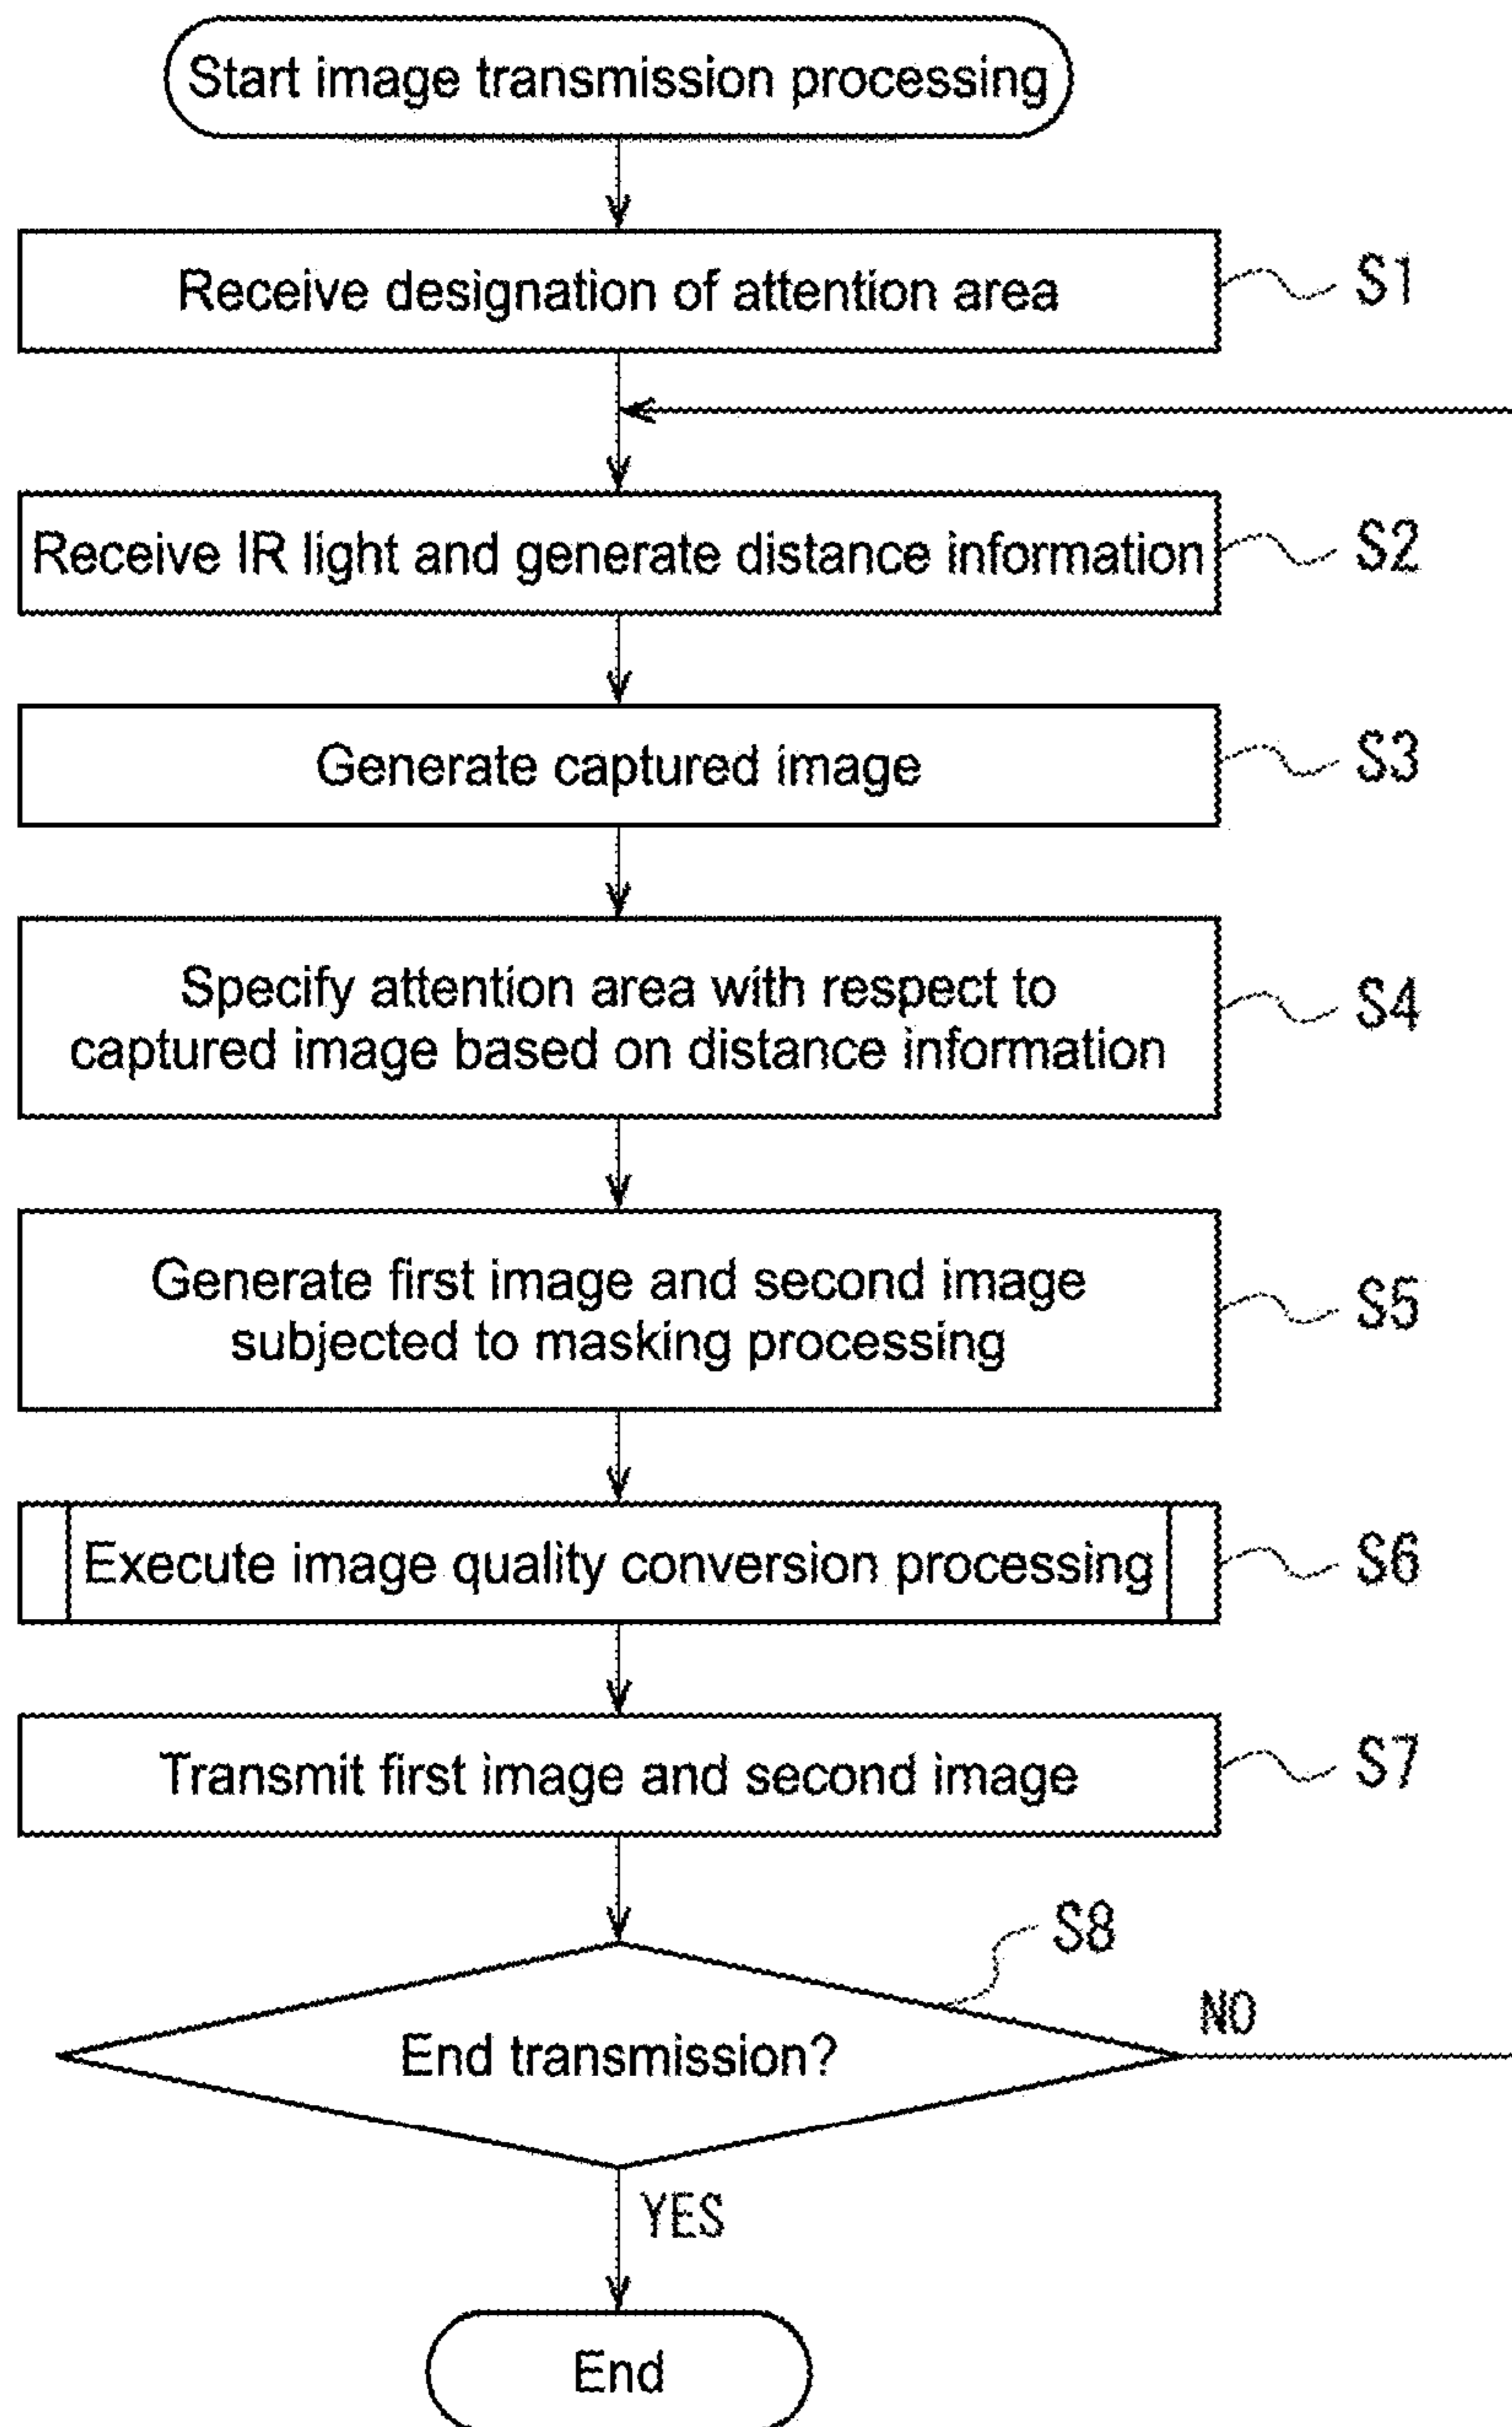 Start image transmission processing
Receive designation of attention area
S1
Receive IR light and generate distance information
S2
Generate captured image
S3
Specify attention area with respect to
captured image based on distance information
S4
Generate first image and second image
subjected to masking processing
S5
Execute image quality conversion processing
S6
Transmit first image and second image
S7
S8
End transmission?
NO
YES
End